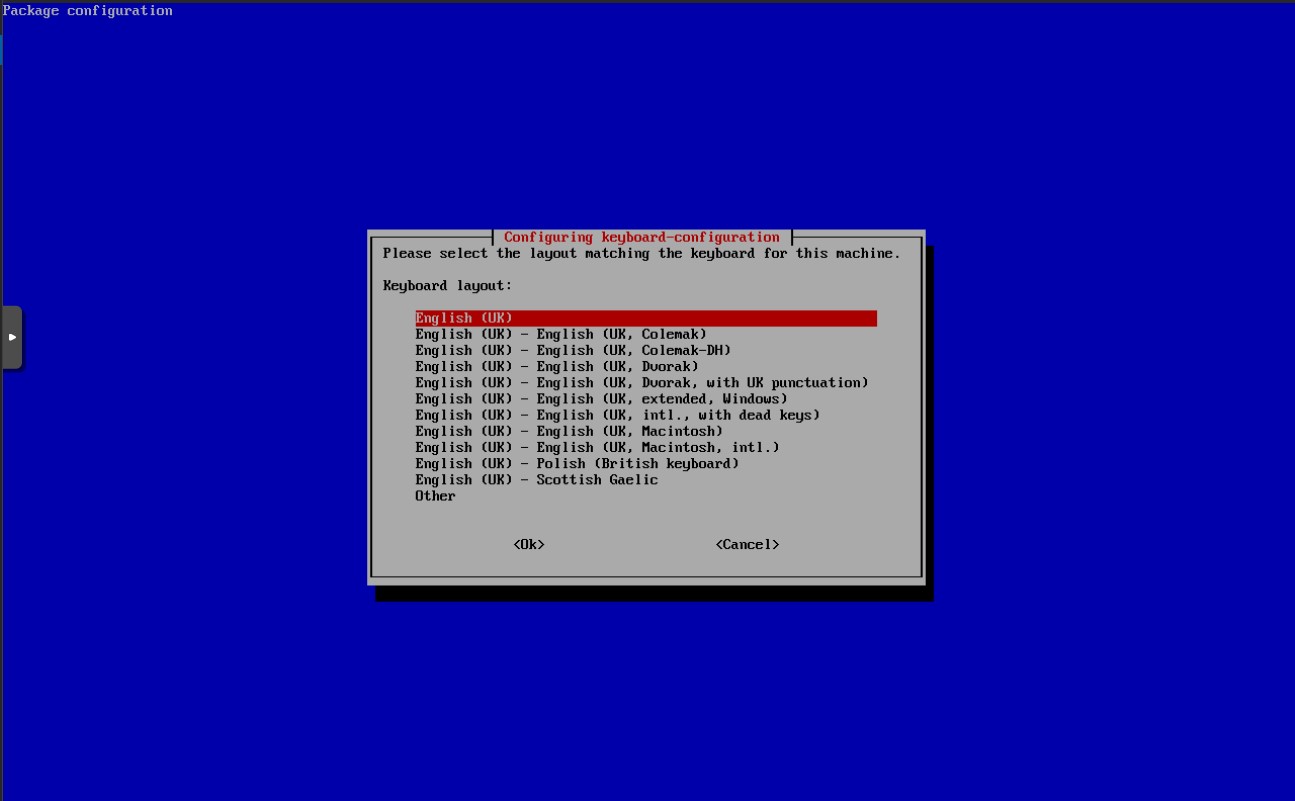 Package configuration
Configuring keyboard-configuration
Please select the layout matching the keyboard for this machine.
Keyboard layout:
English (UK)
English (UK) - English (UK, Colemak)
English (UK) - English (UK, Colemak-DH)
English (UK) - English (UK, Dvorak)
English (UK) - English (UK, Dvorak, with UK punctuation)
English (UK) - English (UK, extended, Windows)
English (UK) - English (UK, intl., with dead keys)
English (UK) - English (UK, Macintosh)
English (UK) - English (UK, Macintosh, intl.)
English (UK) - Polish (British keyboard)
English (UK) - Scottish Gaelic
Other
<Ok> <Cancel>